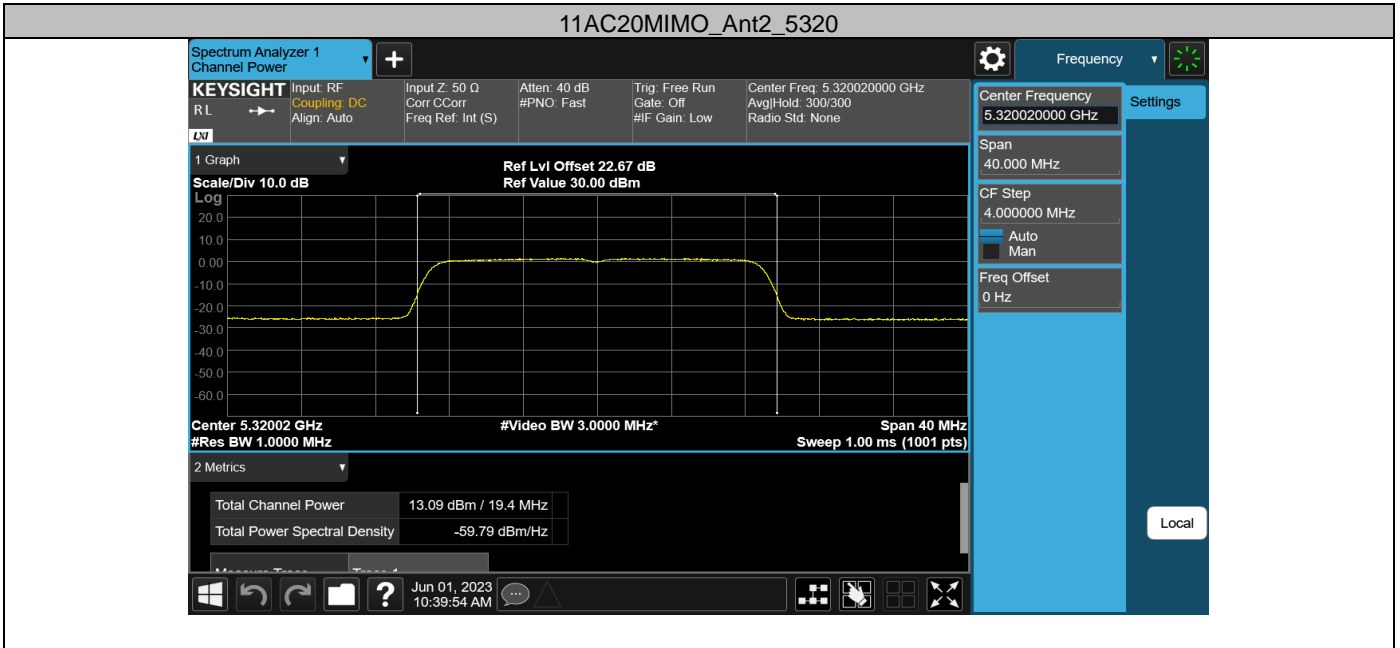 11AC20MIMO_Ant2_5320
Spectrum Analyzer 1
Channel Power
+
Frequency
KEYSIGHT
R L
LXI
Input: RF
Coupling: DC
Align: Auto
Input Z: 50 Ω
Corr CCorr
Freq Ref: Int (S)
Atten: 40 dB
#PNO: Fast
Trig: Free Run
Gate: Off
#IF Gain: Low
Center Freq: 5.320020000 GHz
Avg|Hold: 300/300
Radio Std: None
Center Frequency
5.320020000 GHz
Settings
Span
40.000 MHz
CF Step
4.000000 MHz
Auto
Man
Freq Offset
0 Hz
1 Graph
Scale/Div 10.0 dB
Ref Lvl Offset 22.67 dB
Ref Value 30.00 dBm
Log
20.0
10.0
0.00
-10.0
-20.0
-30.0
-40.0
-50.0
-60.0
Center 5.32002 GHz
#Res BW 1.0000 MHz
#Video BW 3.0000 MHz*
Span 40 MHz
Sweep 1.00 ms (1001 pts)
2 Metrics
Total Channel Power 13.09 dBm / 19.4 MHz
Total Power Spectral Density -59.79 dBm/Hz
Measure Trace Trace 1
Local
?
Jun 01, 2023
10:39:54 AM